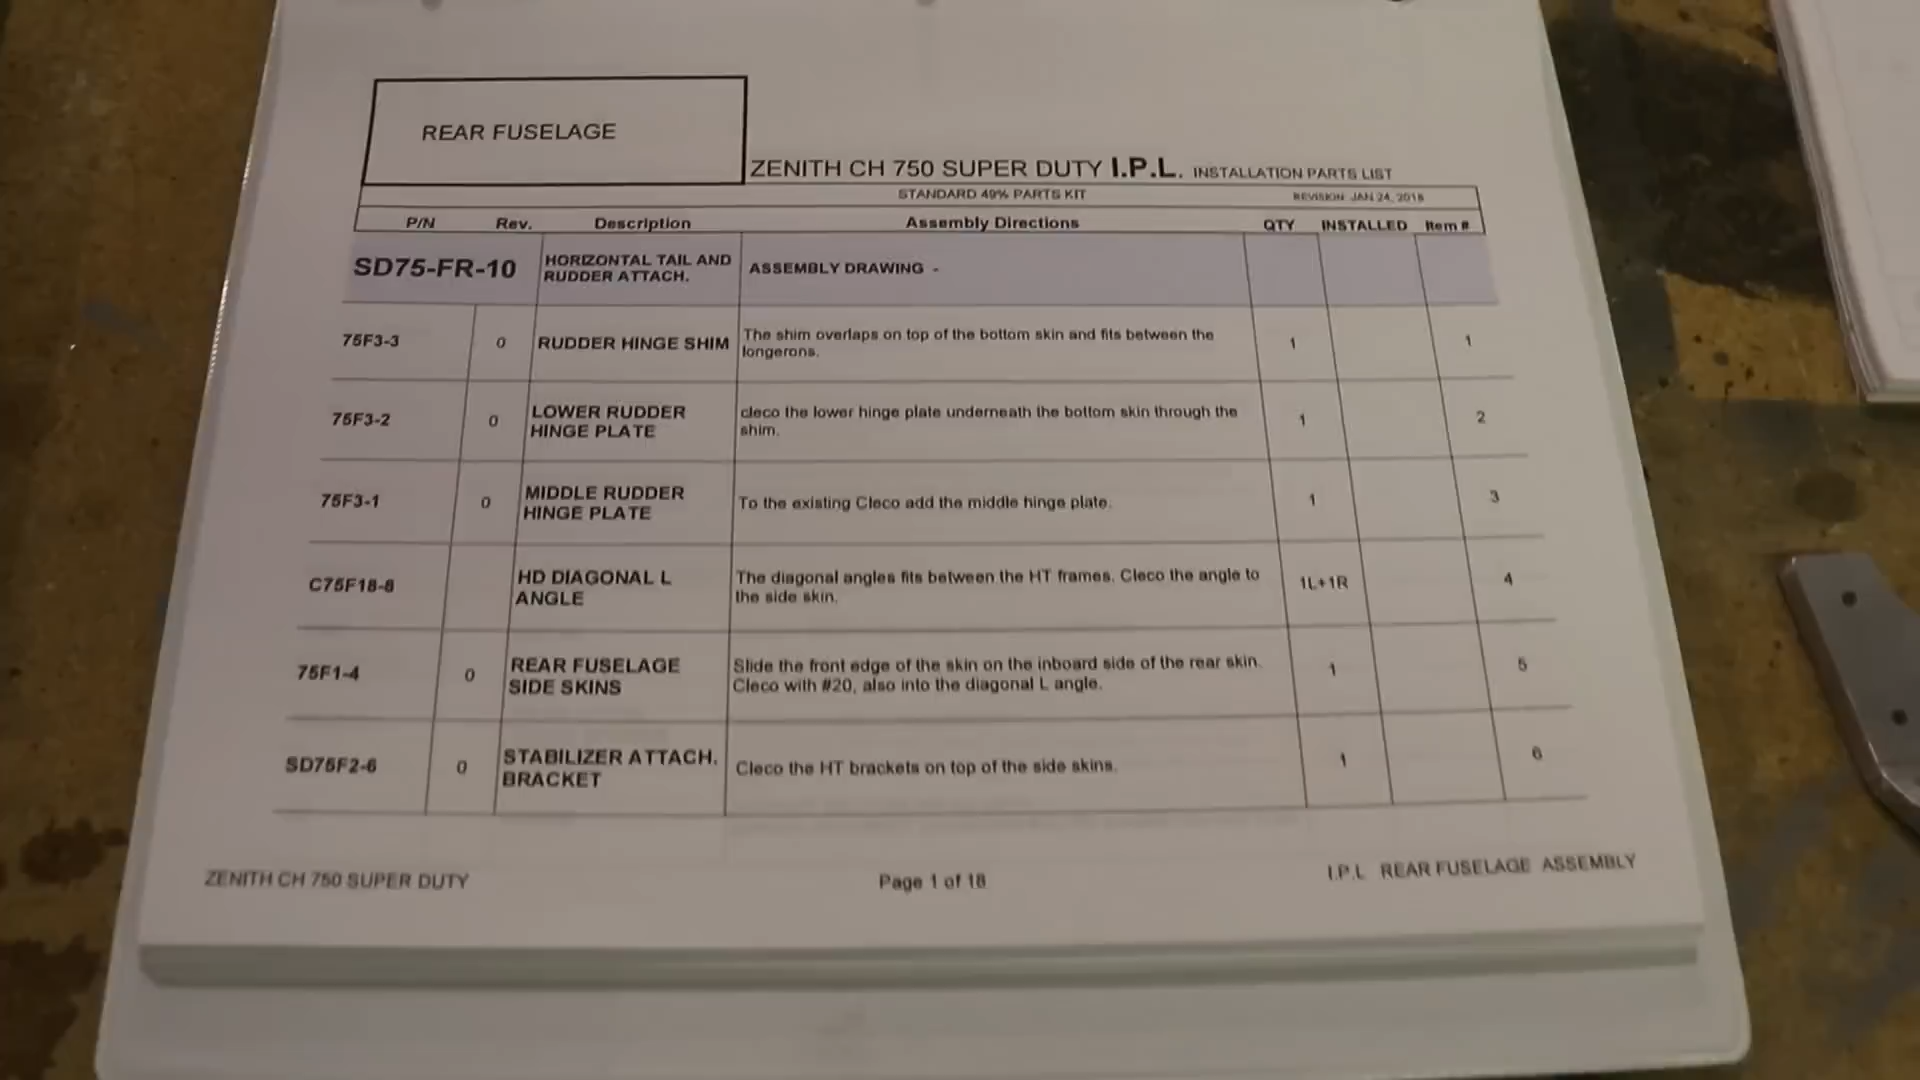 REAR FUSELAGE
ZENITH CH 750 SUPER DUTY I.P.L. INSTALLATION PARTS LIST
STANDARD 49% PARTS KIT REVISION: JAN 24, 2018
P/N Rev. Description Assembly Directions QTY INSTALLED Item #
SD75-FR-10 HORIZONTAL TAIL AND RUDDER ATTACH. ASSEMBLY DRAWING -
75F3-3 0 RUDDER HINGE SHIM The shim overlaps on top of the bottom skin and fits between the longerons. 1 1
75F3-2 0 LOWER RUDDER HINGE PLATE cleco the lower hinge plate underneath the bottom skin through the shim. 1 2
75F3-1 0 MIDDLE RUDDER HINGE PLATE To the existing Cleco add the middle hinge plate. 1 3
C75F18-8 HD DIAGONAL L ANGLE The diagonal angles fits between the HT frames. Cleco the angle to the side skin. 1L+1R 4
75F1-4 0 REAR FUSELAGE SIDE SKINS Slide the front edge of the skin on the inboard side of the rear skin. Cleco with #20, also into the diagonal L angle. 1 5
SD75F2-6 0 STABILIZER ATTACH. BRACKET Cleco the HT brackets on top of the side skins. 1 6
ZENITH CH 750 SUPER DUTY Page 1 of 18 I.P.L REAR FUSELAGE ASSEMBLY